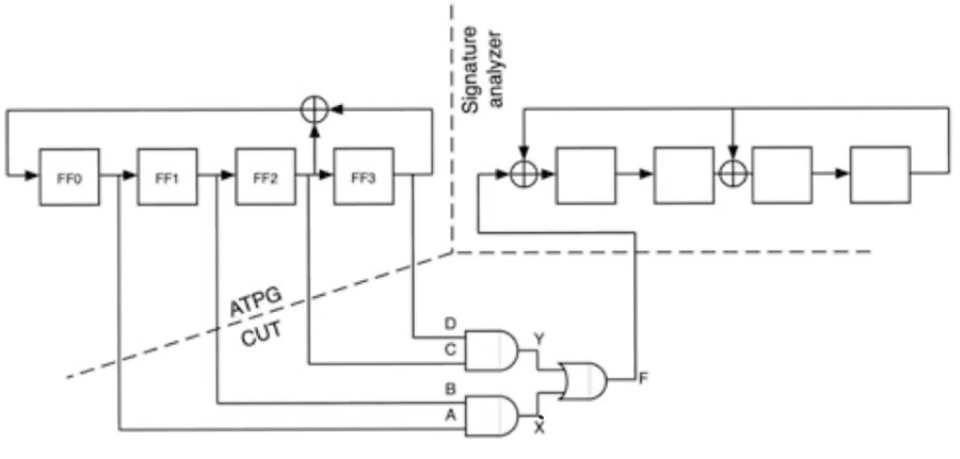 Signature
analyzer
FF0
FF1
FF2
FF3
ATPG
CUT
D
C
Y
B
A
X
F